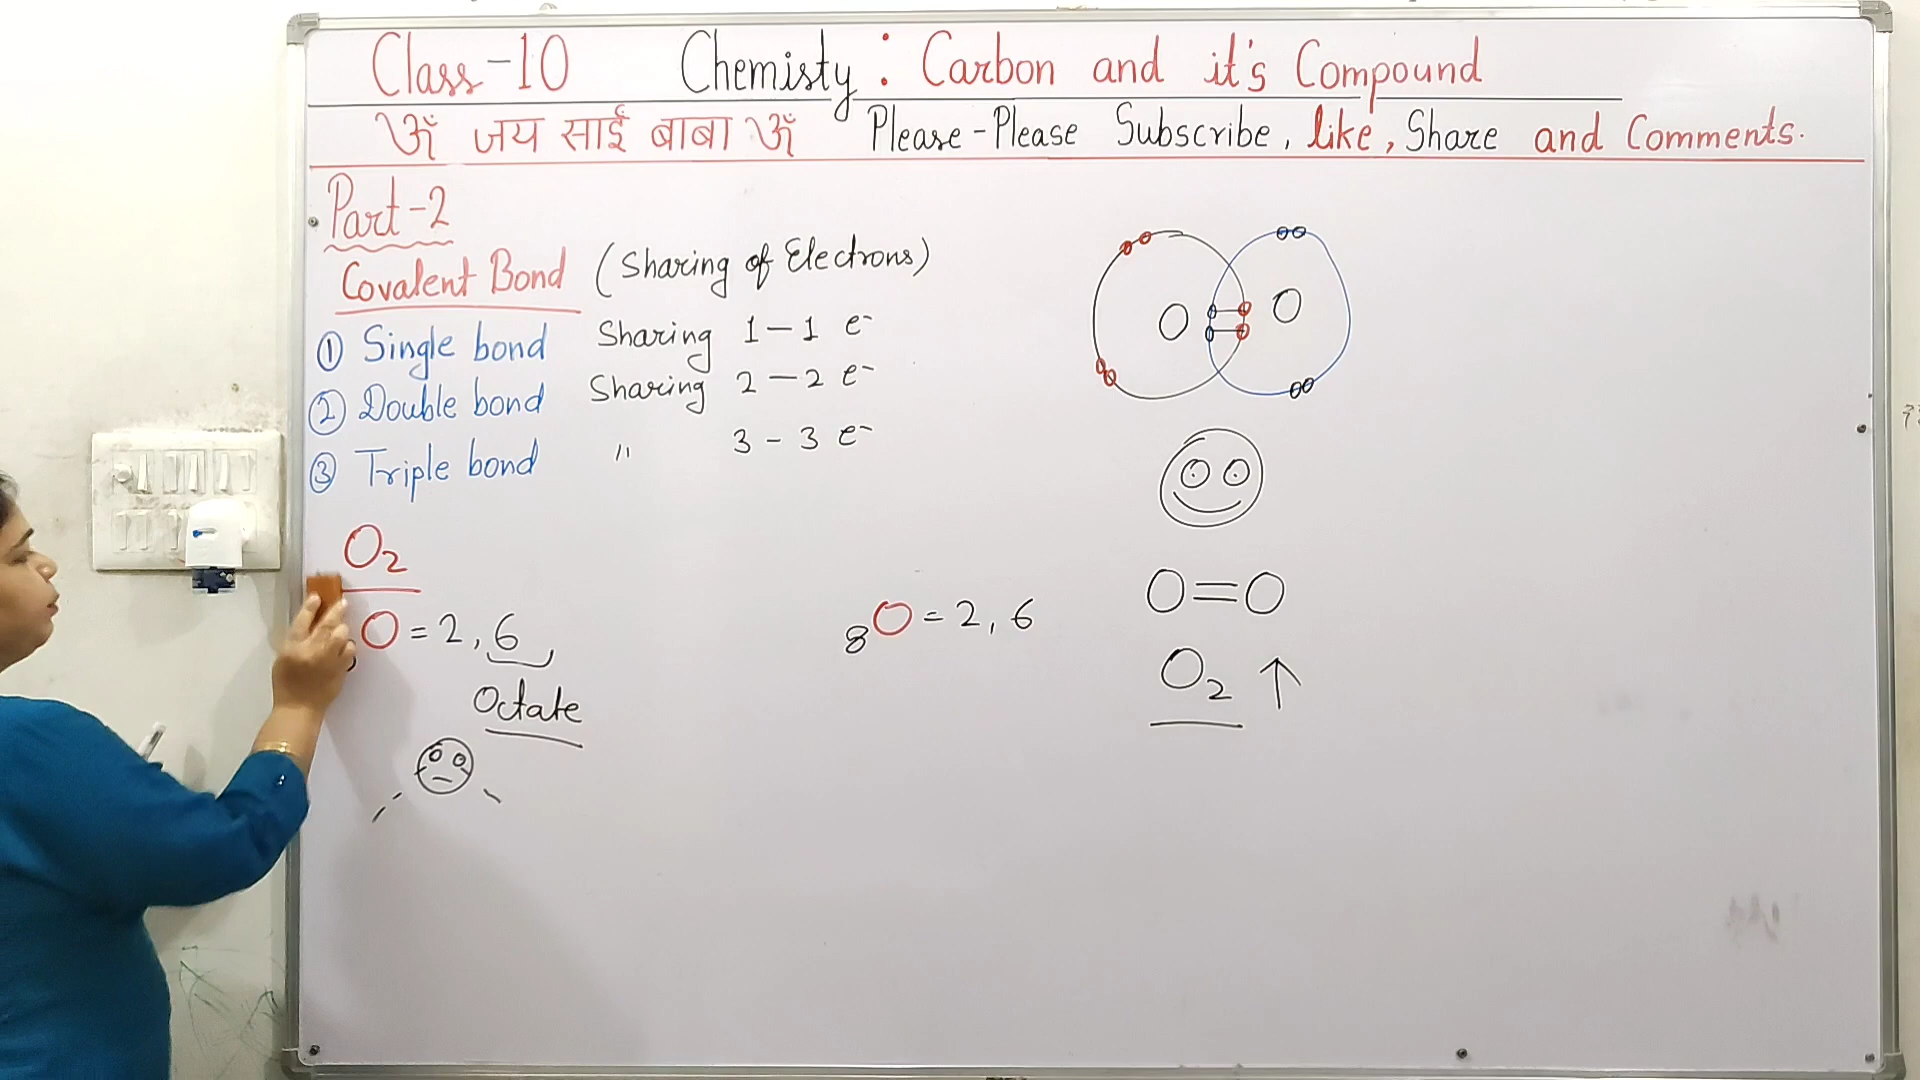 Class-10 Chemisty : Carbon and it's Compound
ॐ जय साई बाबा ॐ Please-Please Subscribe, like, Share and Comments.
Part-2
Covalent Bond (Sharing of Electrons)
① Single bond Sharing 1-1 e⁻
② Double bond Sharing 2-2 e⁻
③ Triple bond " 3-3 e⁻
O O
O₂
O = 2, 6
Octate
₈O = 2, 6
O=O
O₂ ↑